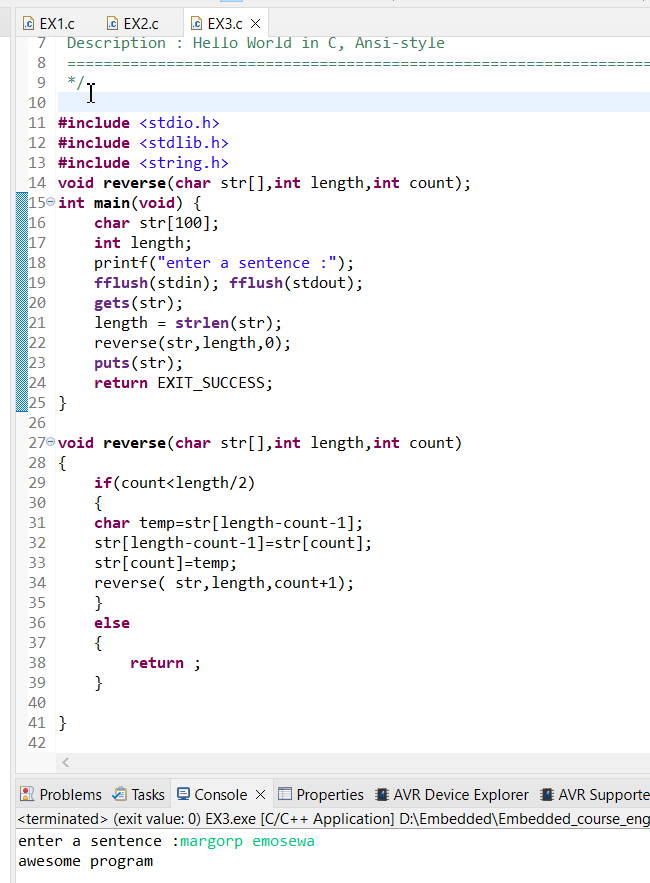 EX1.c EX2.c EX3.c
7 Description : Hello World in C, Ansi-style
8 =================================================================
9 */
10
11 #include <stdio.h>
12 #include <stdlib.h>
13 #include <string.h>
14 void reverse(char str[],int length,int count);
15 int main(void) {
16     char str[100];
17     int length;
18     printf("enter a sentence :");
19     fflush(stdin); fflush(stdout);
20     gets(str);
21     length = strlen(str);
22     reverse(str,length,0);
23     puts(str);
24     return EXIT_SUCCESS;
25 }
26
27 void reverse(char str[],int length,int count)
28 {
29     if(count<length/2)
30     {
31     char temp=str[length-count-1];
32     str[length-count-1]=str[count];
33     str[count]=temp;
34     reverse( str,length,count+1);
35     }
36     else
37     {
38         return ;
39     }
40
41 }
42
Problems Tasks Console Properties AVR Device Explorer AVR Supporte
<terminated> (exit value: 0) EX3.exe [C/C++ Application] D:\Embedded\Embedded_course_eng
enter a sentence :margorp emosewa
awesome program